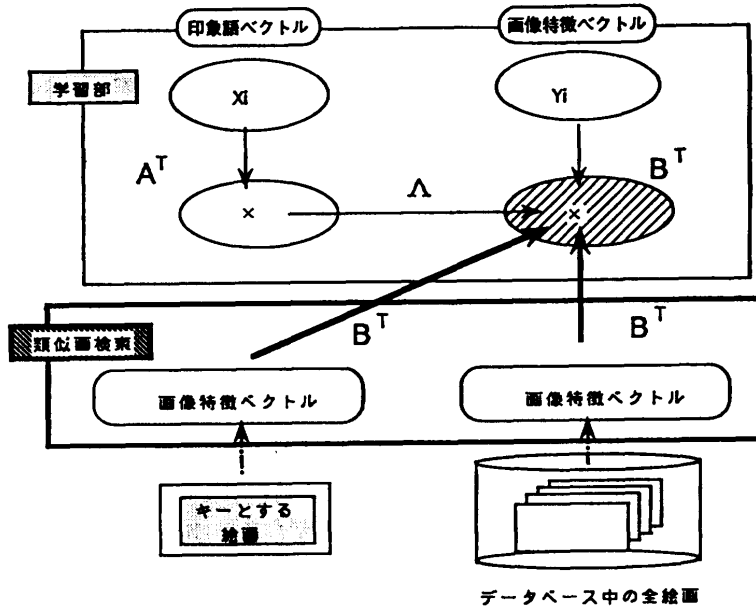 印象語ベクトル
画像特徴ベクトル
学習部
Xi
Yi
A^T
B^T
Λ
×
×
B^T
B^T
類似画検索
画像特徴ベクトル
画像特徴ベクトル
キーとする
絵画
データベース中の全絵画